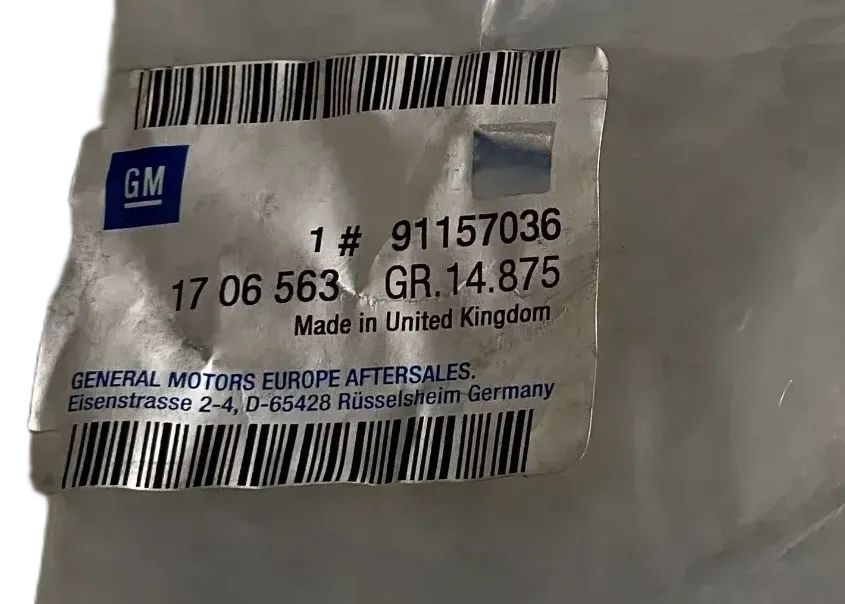 GM
1 # 91157036
17 06 563 GR.14.875
Made in United Kingdom
GENERAL MOTORS EUROPE AFTERSALES.
Eisenstrasse 2-4, D-65428 Rüsselsheim Germany